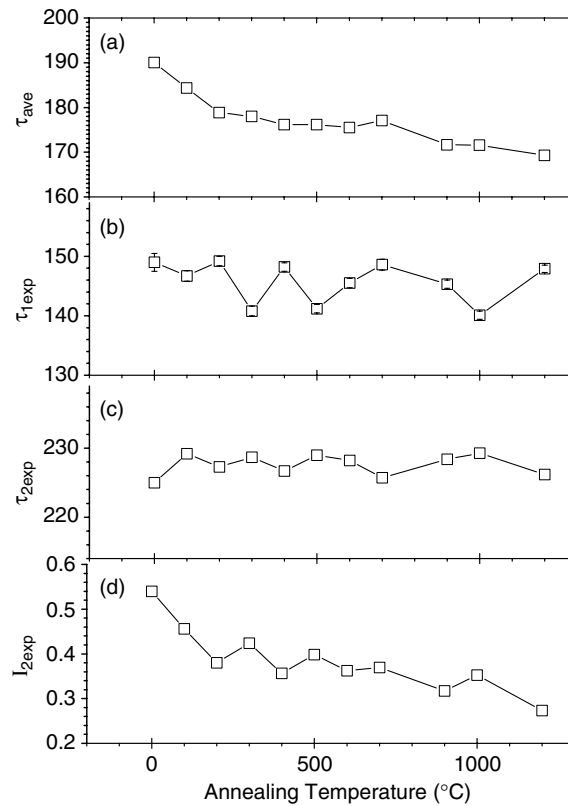 200
(a)
190
180
170
160
τave
(b)
150
140
130
τ1exp
(c)
230
220
τ2exp
0.6
(d)
0.5
0.4
0.3
0.2
I2exp
0 500 1000
Annealing Temperature (°C)